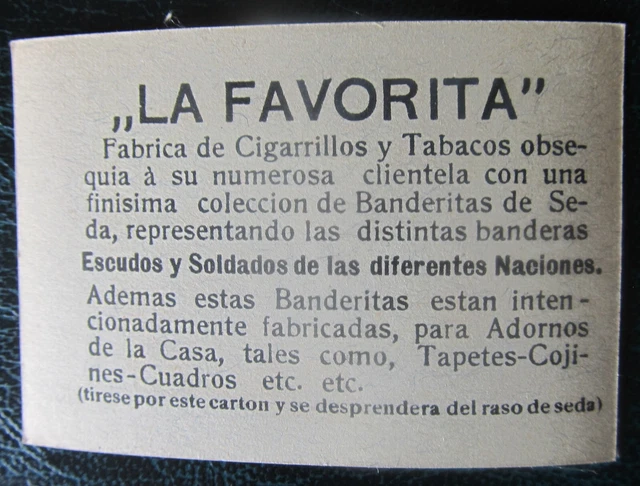 „LA FAVORITA”
Fabrica de Cigarrillos y Tabacos obse-
quia à su numerosa clientela con una
finisima coleccion de Banderitas de Se-
da, representando las distintas banderas
Escudos y Soldados de las diferentes Naciones.
Ademas estas Banderitas estan inten-
cionadamente fabricadas, para Adornos
de la Casa, tales como, Tapetes-Coji-
nes-Cuadros etc. etc.
(tirese por este carton y se desprendera del raso de seda)